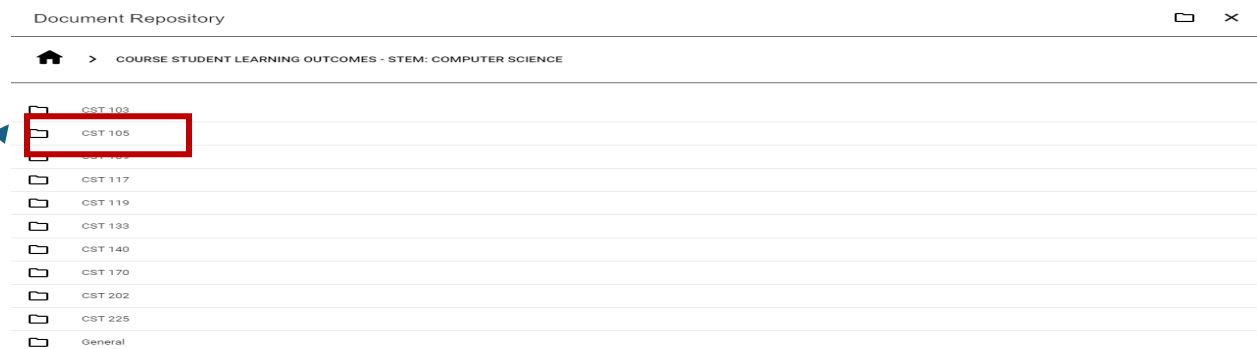 Document Repository
> COURSE STUDENT LEARNING OUTCOMES - STEM: COMPUTER SCIENCE
CST 103
CST 105
CST 117
CST 119
CST 133
CST 140
CST 170
CST 202
CST 225
General